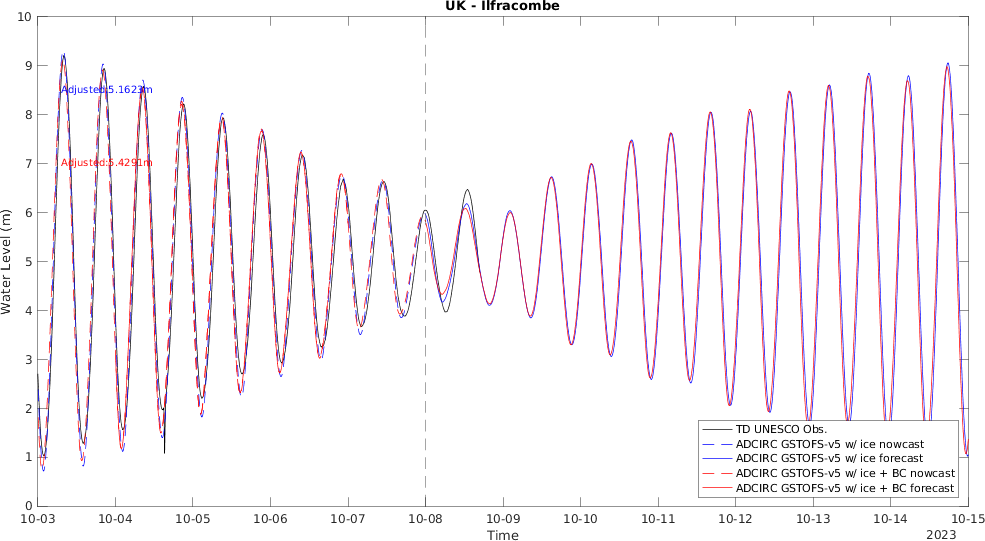 UK - Ilfracombe
Water Level (m)
10
9
8
7
6
5
4
3
2
1
0
Adjusted:5.1623m
Adjusted:5.4291m
TD UNESCO Obs.
ADCIRC GSTOFS-v5 w/ ice nowcast
ADCIRC GSTOFS-v5 w/ ice forecast
ADCIRC GSTOFS-v5 w/ ice + BC nowcast
ADCIRC GSTOFS-v5 w/ ice + BC forecast
10-03 10-04 10-05 10-06 10-07 10-08 10-09 10-10 10-11 10-12 10-13 10-14 10-15
Time
2023